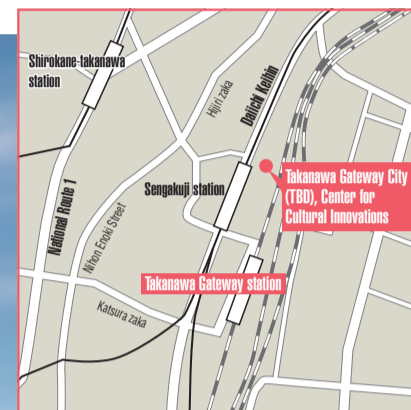 Shirokane-takanawa
station
Hijiri zaka
Daiichi Keihin
Sengakuji station
Takanawa Gateway City
(TBD), Center for
Cultural Innovations
National Route 1
Nihon Enoki Street
Takanawa Gateway station
Katsura zaka